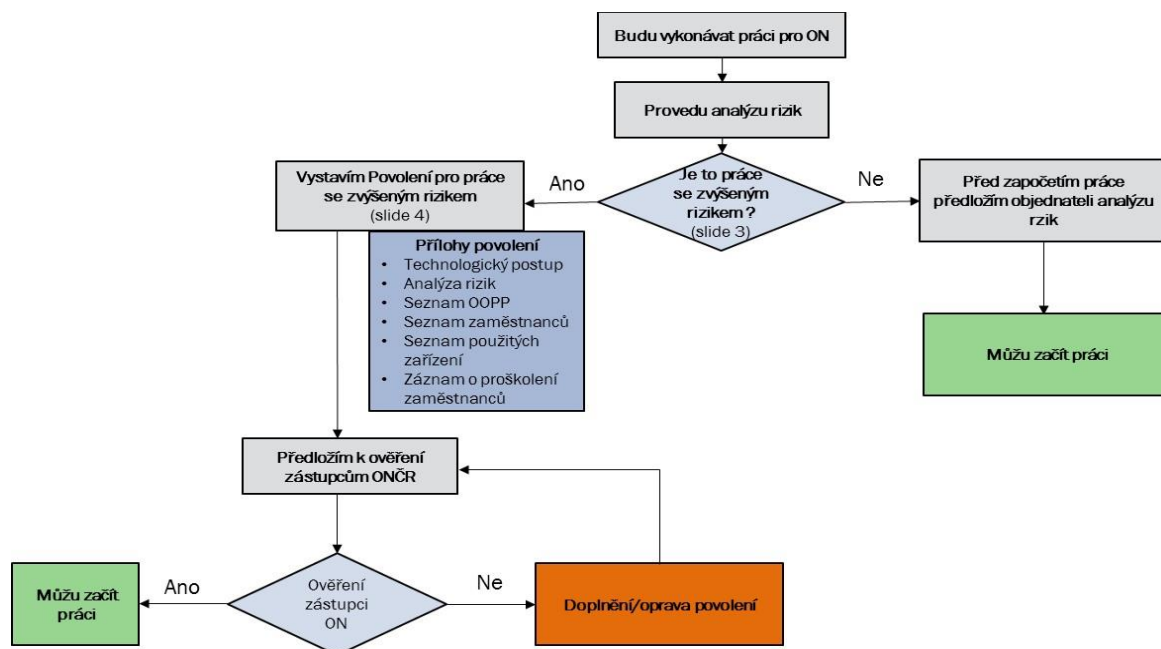 Budu vykonávat práci pro ON
Provedu analýzu rizik
Je to práce
se zvýšeným
rizikem ?
(slide 3)
Ano
Ne
Vystavím Povolení pro práce
se zvýšeným rizikem
(slide 4)
Před započetím práce
předložím objednateli analýzu
rzik
Přílohy povolení
• Technologický postup
• Analýza rizik
• Seznam OOPP
• Seznam zaměstnanců
• Seznam použitých
zařízení
• Záznam o proškolení
zaměstnanců
Můžu začít práci
Předložím k ověření
zástupcům ONČR
Ověření
zástupci
ON
Ano
Ne
Můžu začít
práci
Doplnění/oprava povolení